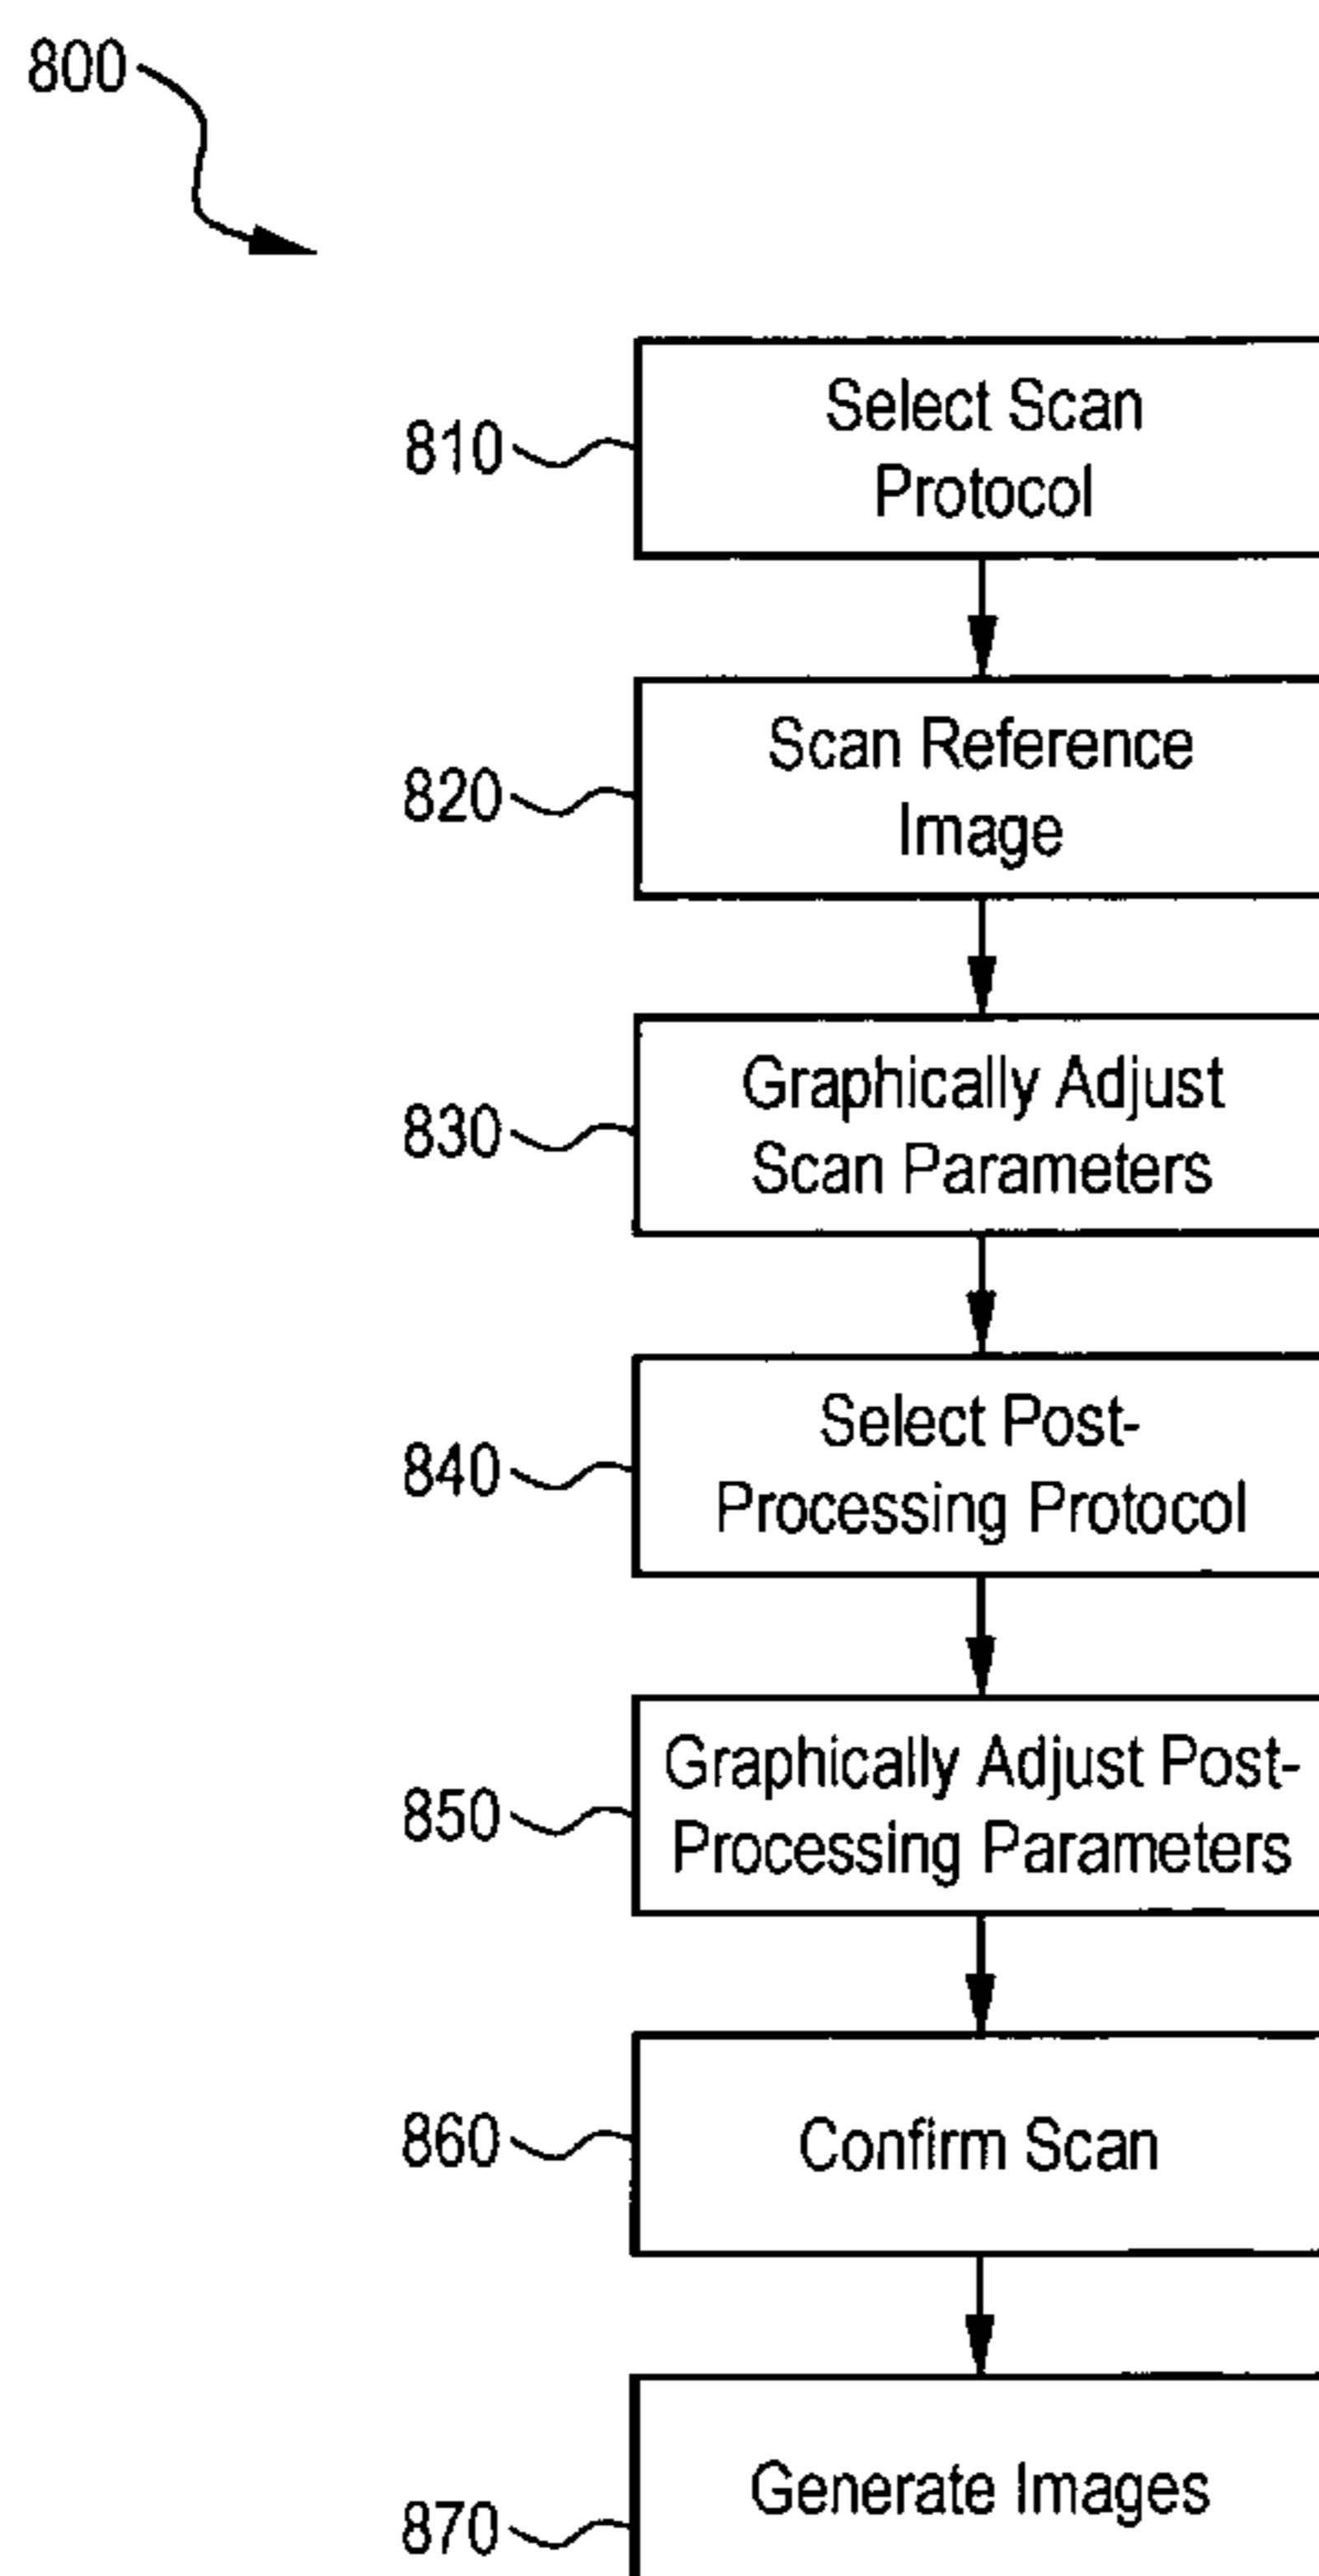 800
810
Select Scan
Protocol
820
Scan Reference
Image
830
Graphically Adjust
Scan Parameters
840
Select Post-
Processing Protocol
850
Graphically Adjust Post-
Processing Parameters
860
Confirm Scan
870
Generate Images